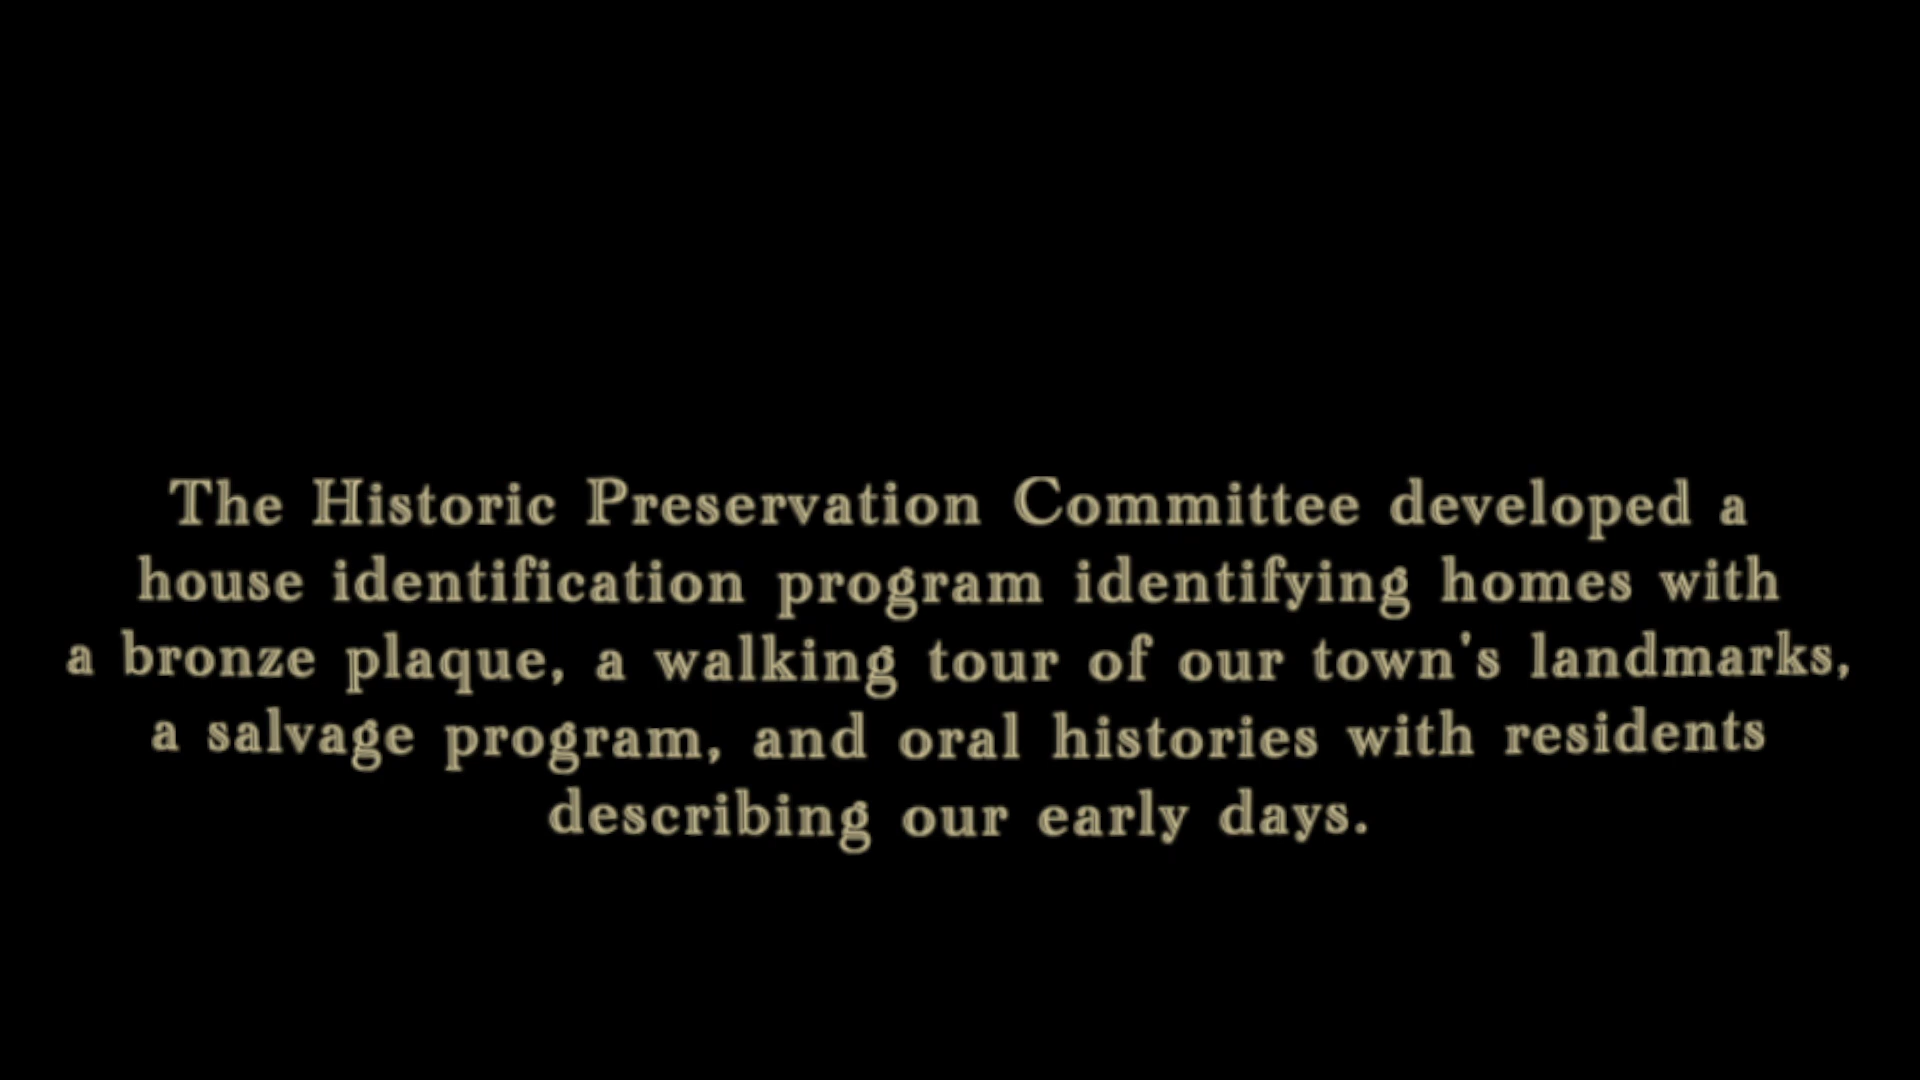 The Historic Preservation Committee developed a
house identification program identifying homes with
a bronze plaque, a walking tour of our town's landmarks,
a salvage program, and oral histories with residents
describing our early days.